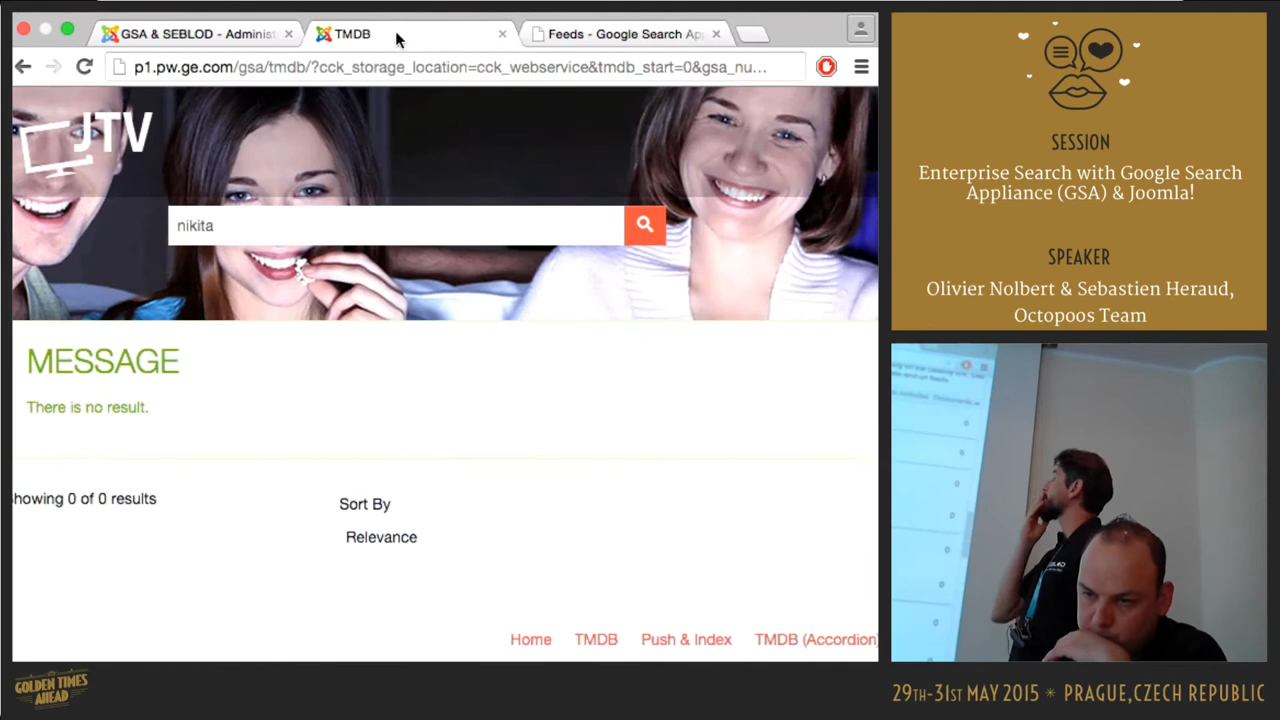 GSA & SEBLOD - Adminis
TMDB
Feeds - Google Search Ap
p1.pw.ge.com/gsa/tmdb/?cck_storage_location=cck_webservice&tmdb_start=0&gsa_nu...
JTV
nikita
MESSAGE
There is no result.
howing 0 of 0 results
Sort By
Relevance
Home TMDB Push & Index TMDB (Accordion)
SESSION
Enterprise Search with Google Search
Appliance (GSA) & Joomla!
SPEAKER
Olivier Nolbert & Sebastien Heraud,
Octopoos Team
GOLDEN TIMES
AHEAD
29TH-31ST MAY 2015 * PRAGUE,CZECH REPUBLIC